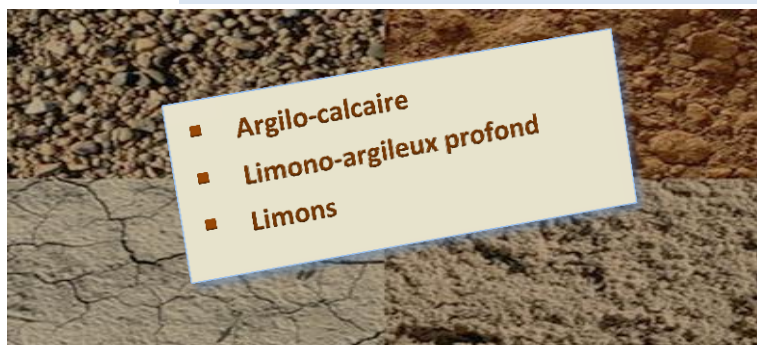 ▪ Argilo-calcaire
▪ Limono-argileux profond
▪ Limons